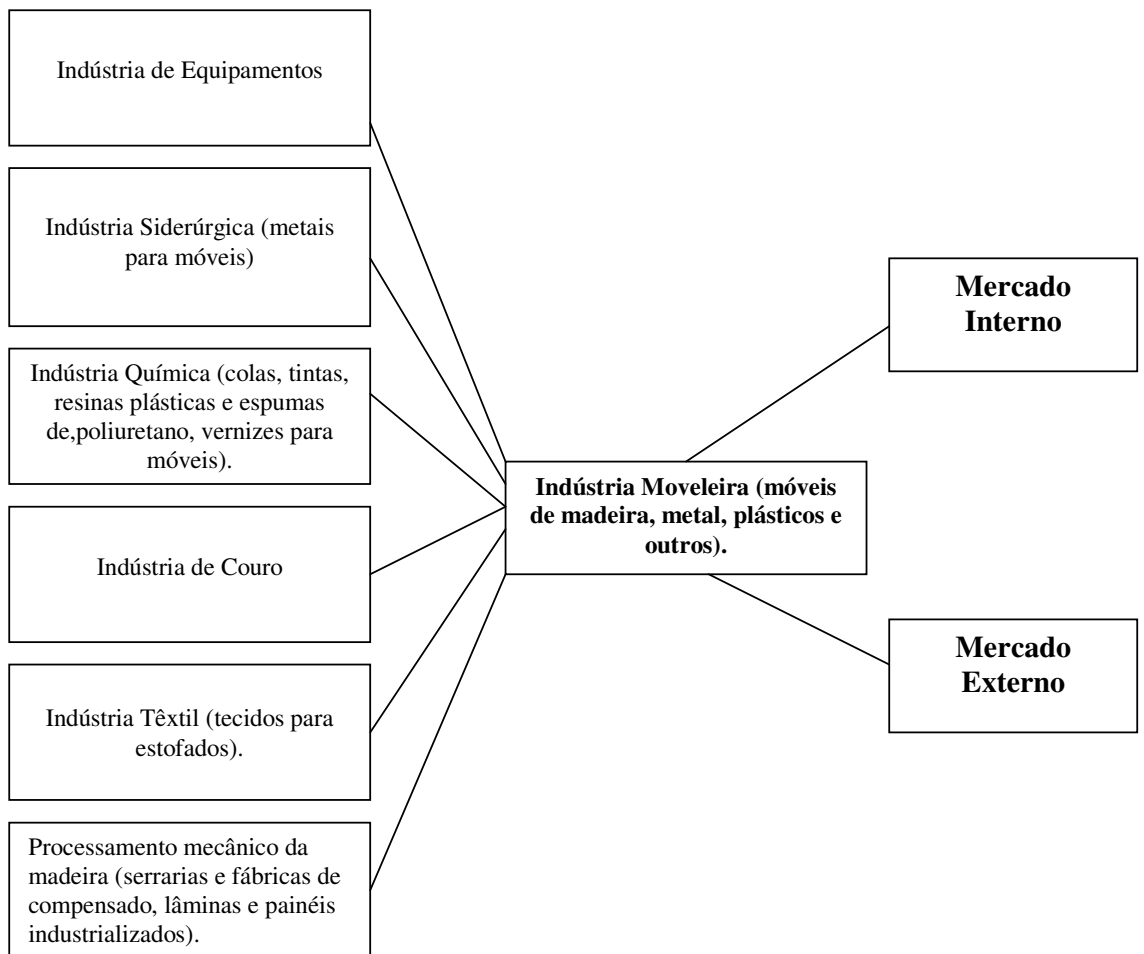 Indústria de Equipamentos
Indústria Siderúrgica (metais
para móveis)
Indústria Química (colas, tintas,
resinas plásticas e espumas
de,poliuretano, vernizes para
móveis).
Indústria de Couro
Indústria Têxtil (tecidos para
estofados).
Processamento mecânico da
madeira (serrarias e fábricas de
compensado, lâminas e painéis
industrializados).
Indústria Moveleira (móveis
de madeira, metal, plásticos e
outros).
Mercado
Interno
Mercado
Externo